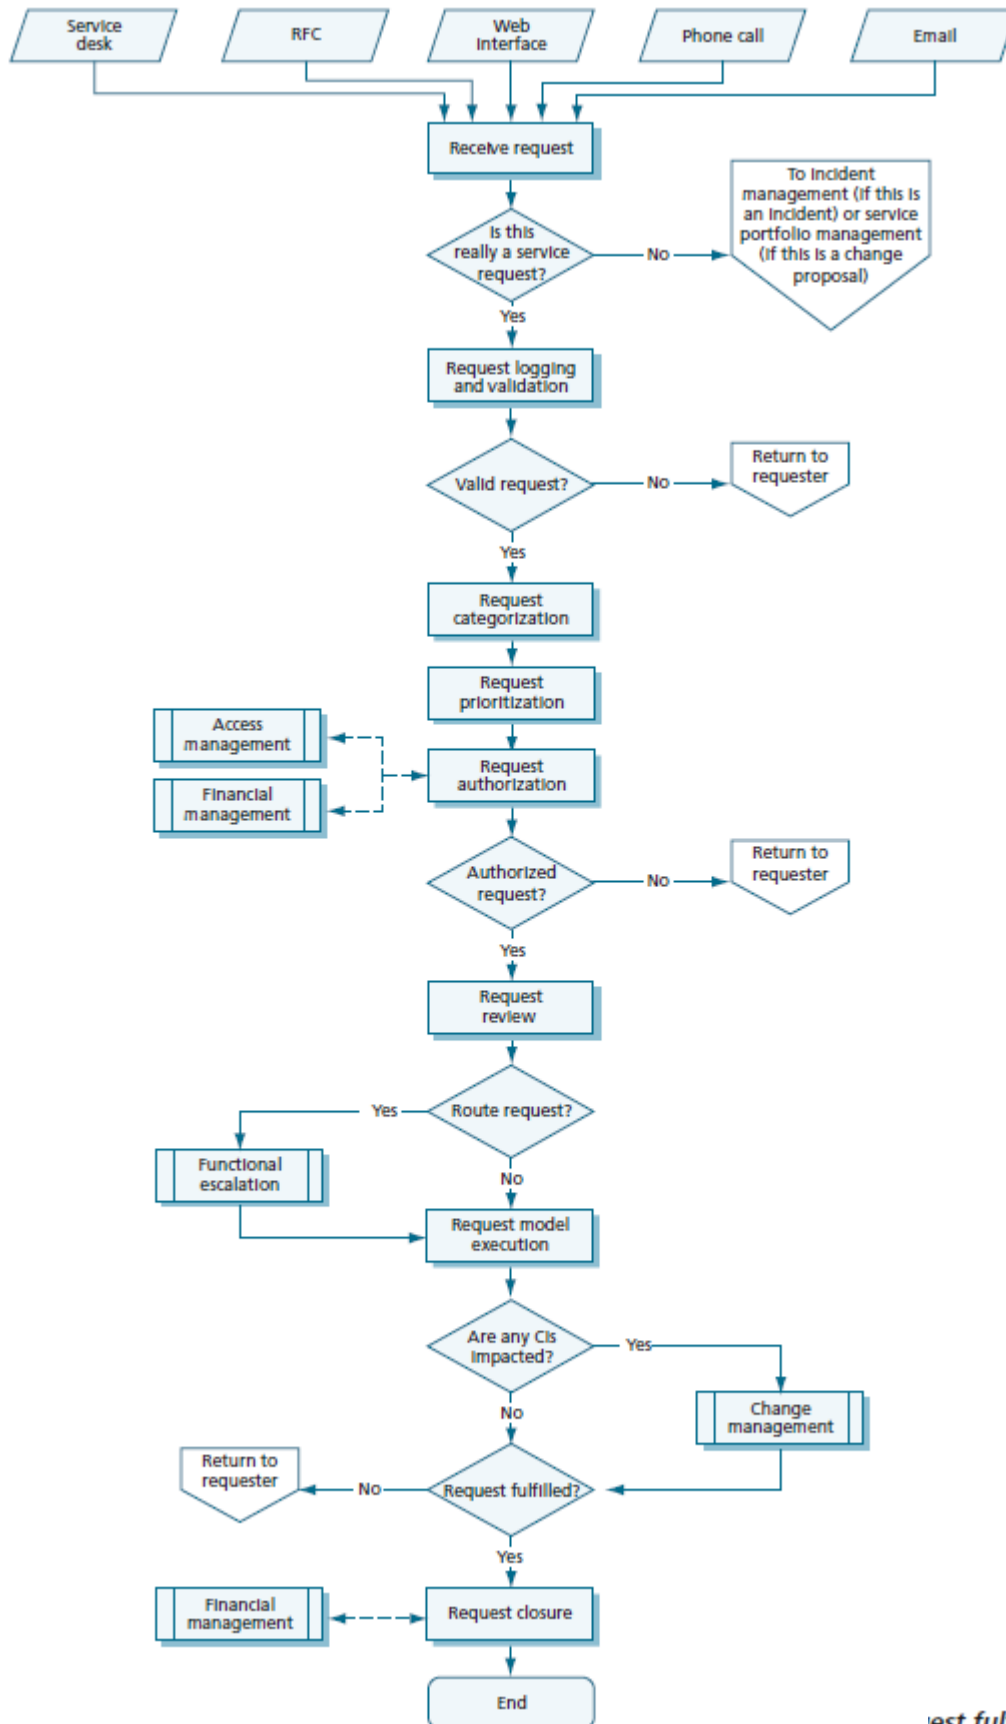 Service
desk
RFC
Web
Interface
Phone call
Email
Receive request
Is this
really a service
request?
No
To incident
management (if this is
an incident) or service
portfolio management
(if this is a change
proposal)
Yes
Request logging
and validation
Valid request?
No
Return to
requester
Yes
Request
categorization
Request
prioritization
Access
management
Financial
management
Request
authorization
Authorized
request?
No
Return to
requester
Yes
Request
review
Route request?
Yes
Functional
escalation
No
Request model
execution
Are any CIs
impacted?
Yes
Change
management
No
Return to
requester
No
Request fulfilled?
Yes
Financial
management
Request closure
End